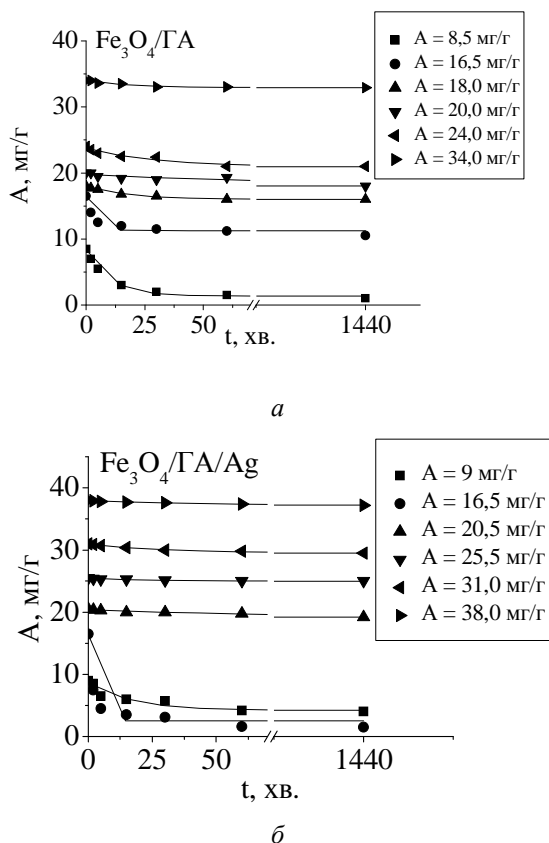 Fe₃O₄/ГА
A = 8,5 мг/г
A = 16,5 мг/г
A = 18,0 мг/г
A = 20,0 мг/г
A = 24,0 мг/г
A = 34,0 мг/г
A, мг/г
40
30
20
10
0
0 25 50 1440
t, хв.
а
Fe₃O₄/ГА/Ag
A = 9 мг/г
A = 16,5 мг/г
A = 20,5 мг/г
A = 25,5 мг/г
A = 31,0 мг/г
A = 38,0 мг/г
A, мг/г
40
30
20
10
0
0 25 50 1440
t, хв.
б